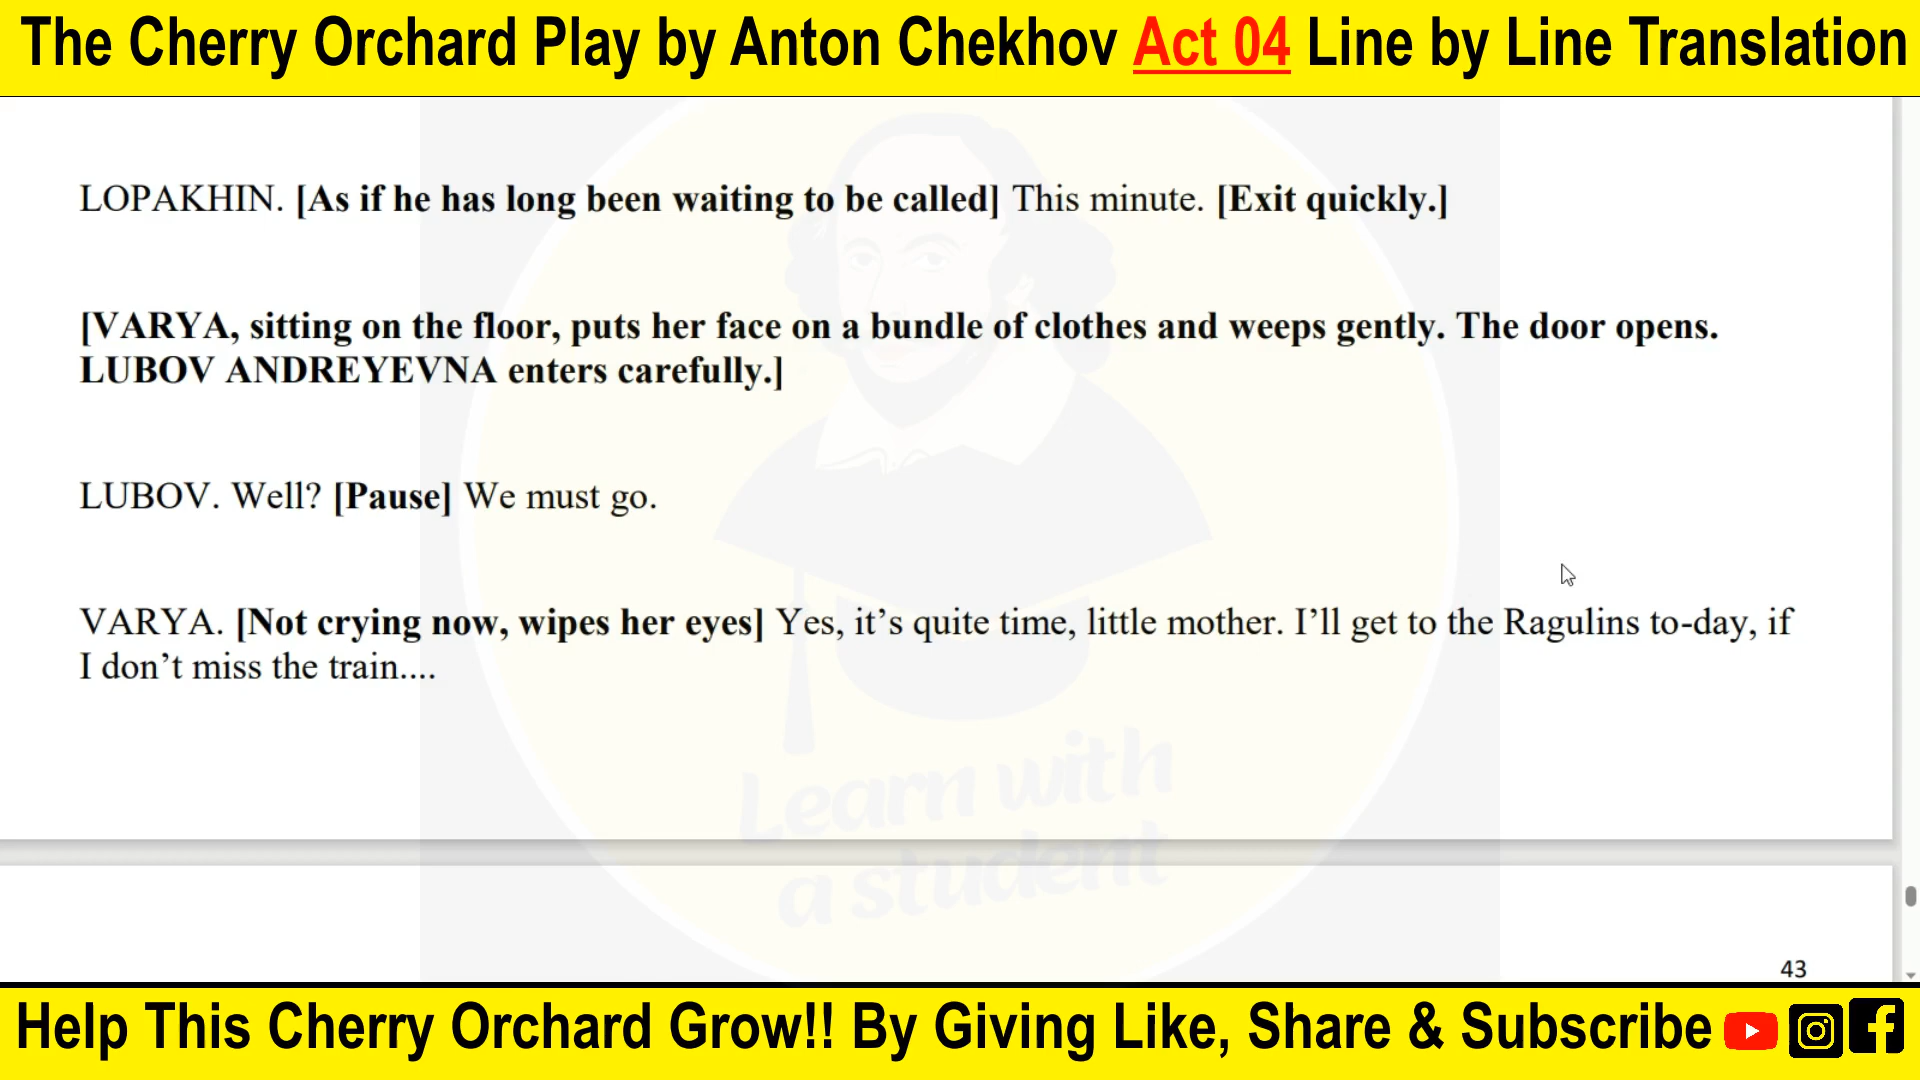 The Cherry Orchard Play by Anton Chekhov Act 04 Line by Line Translation
LOPAKHIN. [As if he has long been waiting to be called] This minute. [Exit quickly.]
[VARYA, sitting on the floor, puts her face on a bundle of clothes and weeps gently. The door opens.
LUBOV ANDREYEVNA enters carefully.]
LUBOV. Well? [Pause] We must go.
VARYA. [Not crying now, wipes her eyes] Yes, it’s quite time, little mother. I’ll get to the Ragulins to-day, if
I don’t miss the train....
Learn with
a student
43
Help This Cherry Orchard Grow!! By Giving Like, Share & Subscribe